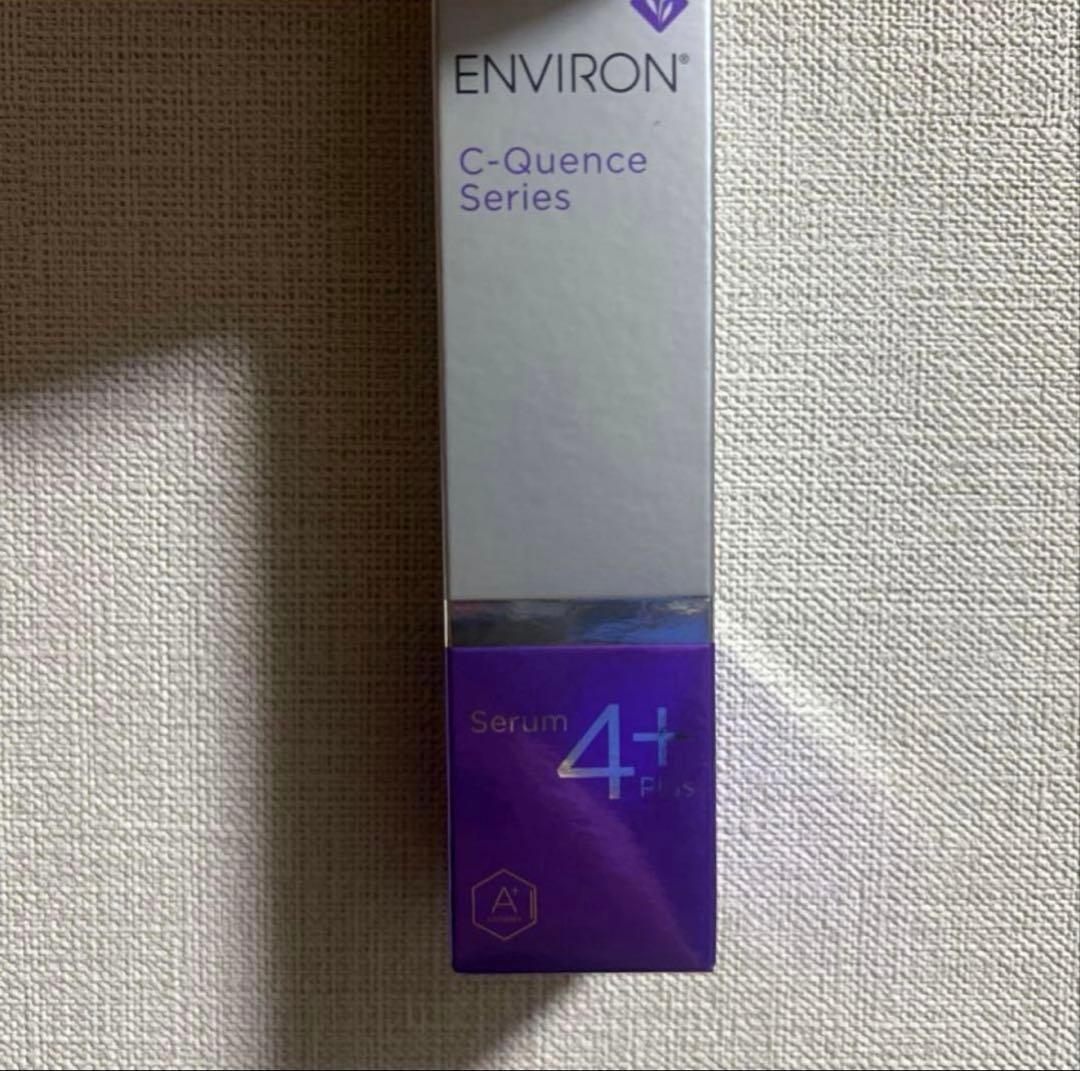 ENVIRON®
C-Quence
Series
Serum 4+
Plus
A+